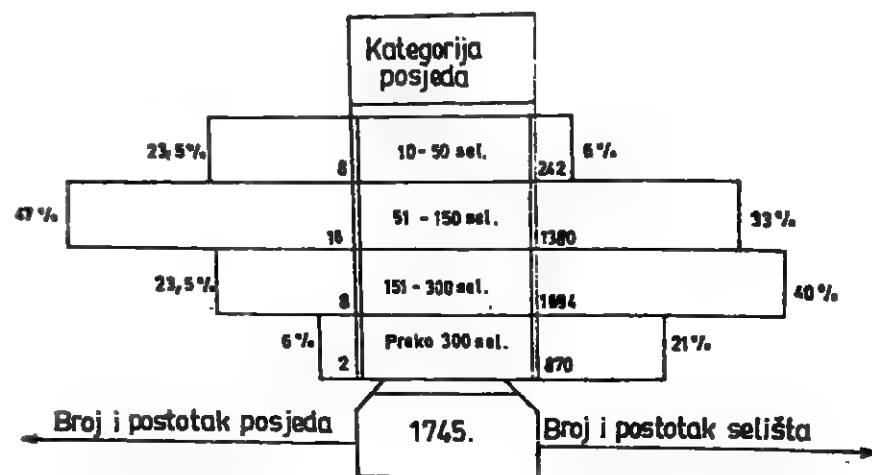 Kategorija
posjeda
23,5% 8 10-50 sel. 242 6%
47% 16 51-150 sel. 1380 33%
23,5% 8 151-300 sel. 1694 40%
6% 2 Preko 300 sel. 870 21%
Broj i postotak posjeda 1745. Broj i postotak selišta